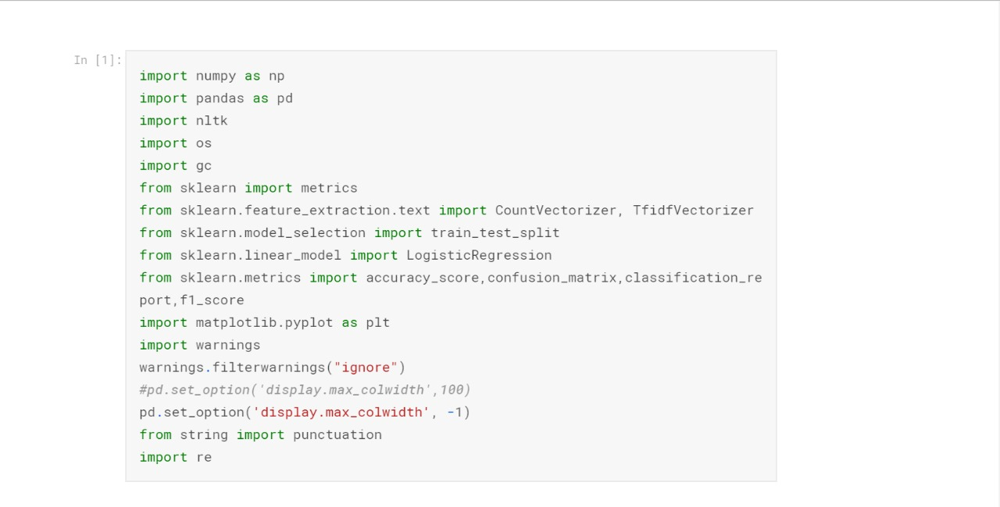 In [1]:
import numpy as np
import pandas as pd
import nltk
import os
import gc
from sklearn import metrics
from sklearn.feature_extraction.text import CountVectorizer, TfidfVectorizer
from sklearn.model_selection import train_test_split
from sklearn.linear_model import LogisticRegression
from sklearn.metrics import accuracy_score,confusion_matrix,classification_re
port,f1_score
import matplotlib.pyplot as plt
import warnings
warnings.filterwarnings("ignore")
#pd.set_option('display.max_colwidth',100)
pd.set_option('display.max_colwidth', -1)
from string import punctuation
import re